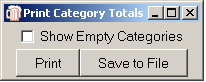 Print Category Totals
Show Empty Categories
Print Save to File